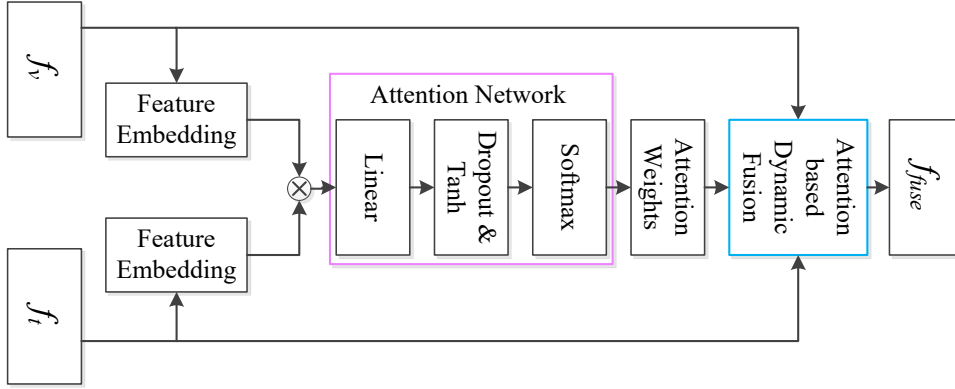 f_v
Feature
Embedding
Attention Network
Linear
Dropout &
Tanh
Softmax
Attention
Weights
Attention
based
Dynamic
Fusion
f_fuse
Feature
Embedding
f_t